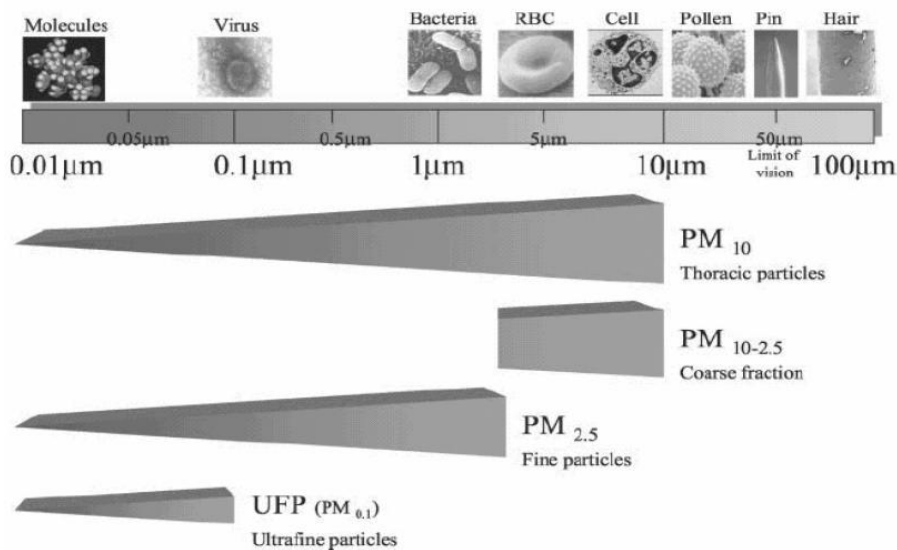 Molecules Virus Bacteria RBC Cell Pollen Pin Hair
0.05μm 0.5μm 5μm 50μm
0.01μm 0.1μm 1μm 10μm Limit of vision 100μm
PM 10
Thoracic particles
PM 10-2.5
Coarse fraction
PM 2.5
Fine particles
UFP (PM 0.1)
Ultrafine particles